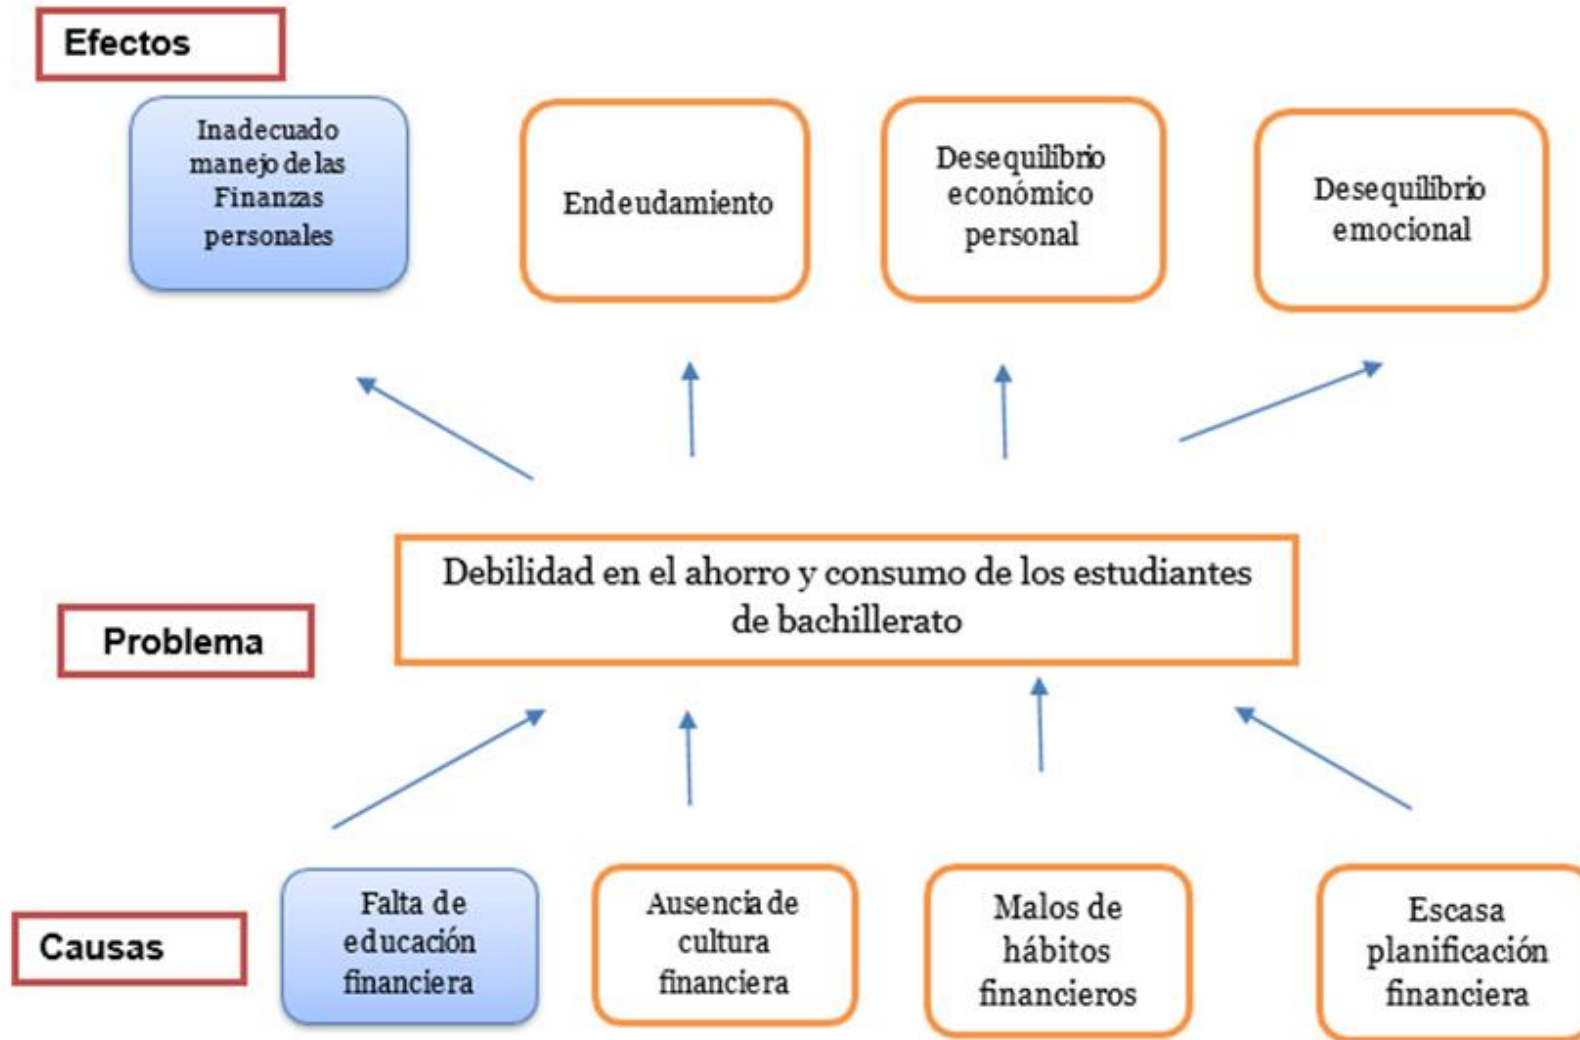 Efectos
Inadecuado
manejo de las
Finanzas
personales
Endeudamiento
Desequilibrio
económico
personal
Desequilibrio
emocional
Debilidad en el ahorro y consumo de los estudiantes
de bachillerato
Problema
Causas
Falta de
educación
financiera
Ausencia de
cultura
financiera
Malos de
hábitos
financieros
Escasa
planificación
financiera